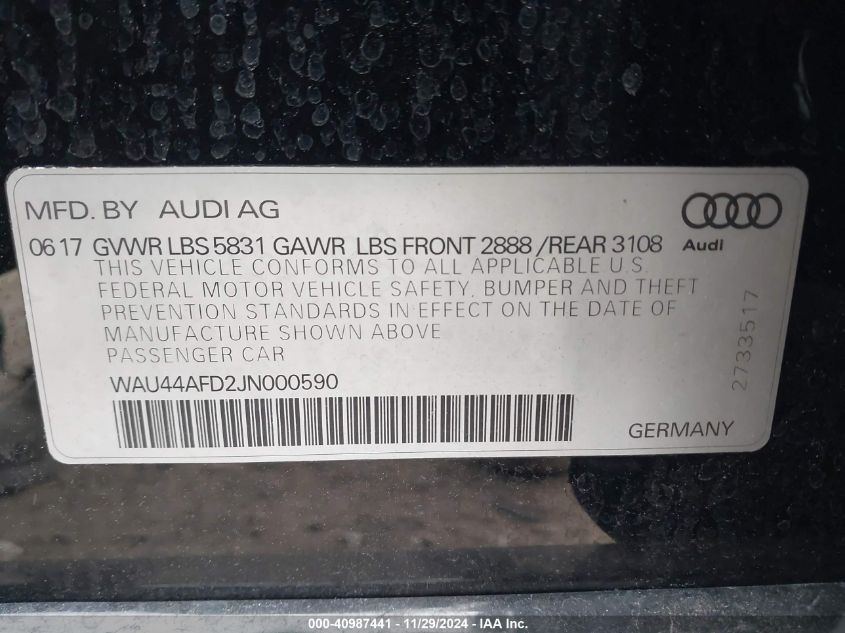 MFD. BY AUDI AG
Audi
06 17 GVWR LBS 5831 GAWR LBS FRONT 2888 /REAR 3108
THIS VEHICLE CONFORMS TO ALL APPLICABLE U.S.
FEDERAL MOTOR VEHICLE SAFETY, BUMPER AND THEFT
PREVENTION STANDARDS IN EFFECT ON THE DATE OF
MANUFACTURE SHOWN ABOVE
PASSENGER CAR
2733517
WAU44AFD2JN000590
GERMANY
000-40987441 - 11/29/2024 - IAA Inc.